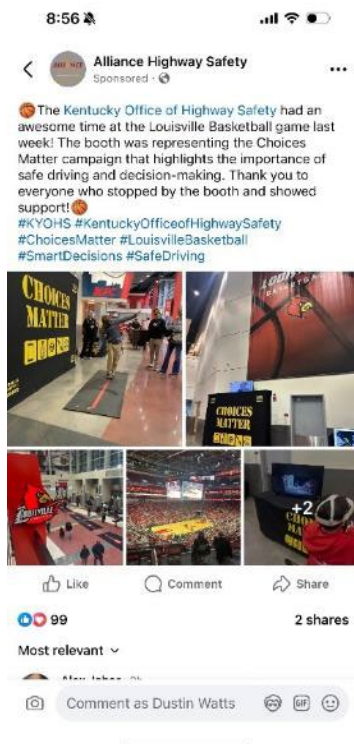 8:56
Alliance Highway Safety
Sponsored ·
The Kentucky Office of Highway Safety had an
awesome time at the Louisville Basketball game last
week! The booth was representing the Choices
Matter campaign that highlights the importance of
safe driving and decision-making. Thank you to
everyone who stopped by the booth and showed
support!
#KYOHS #KentuckyOfficeofHighwaySafety
#ChoicesMatter #LouisvilleBasketball
#SmartDecisions #SafeDriving
CHOICES
MATTER
CHOICES
MATTER
LOUISVILLE
+2
Like
Comment
Share
99
2 shares
Most relevant
Comment as Dustin Watts
GIF